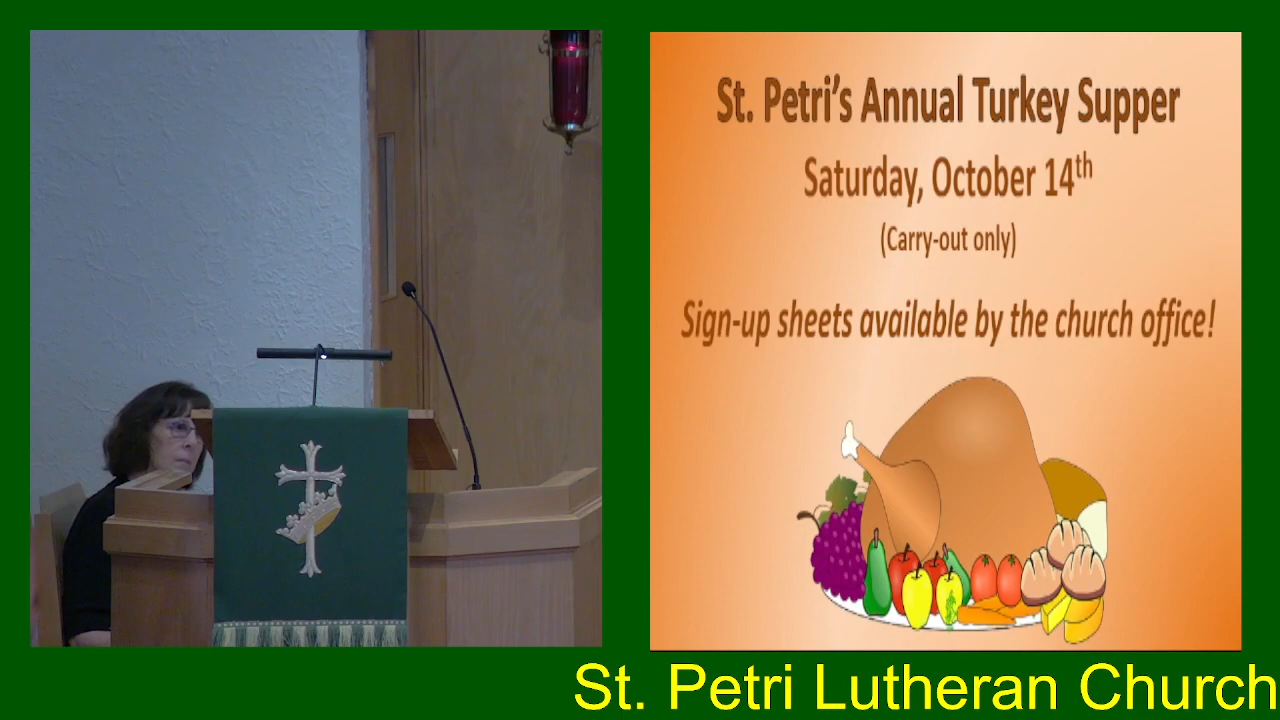 St. Petri's Annual Turkey Supper
Saturday, October 14th
(Carry-out only)
Sign-up sheets available by the church office!
St. Petri Lutheran Church